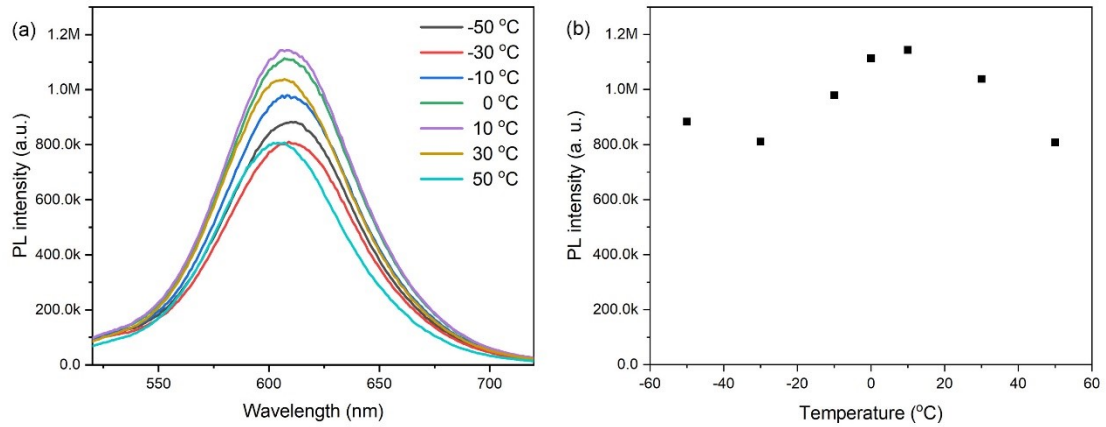 (a)
1.2M
1.0M
800.0k
600.0k
400.0k
200.0k
0.0
PL intensity (a.u.)
550
600
650
700
Wavelength (nm)
-50 °C
-30 °C
-10 °C
0 °C
10 °C
30 °C
50 °C
(b)
1.2M
1.0M
800.0k
600.0k
400.0k
200.0k
0.0
PL intensity (a. u.)
-60
-40
-20
0
20
40
60
Temperature (°C)